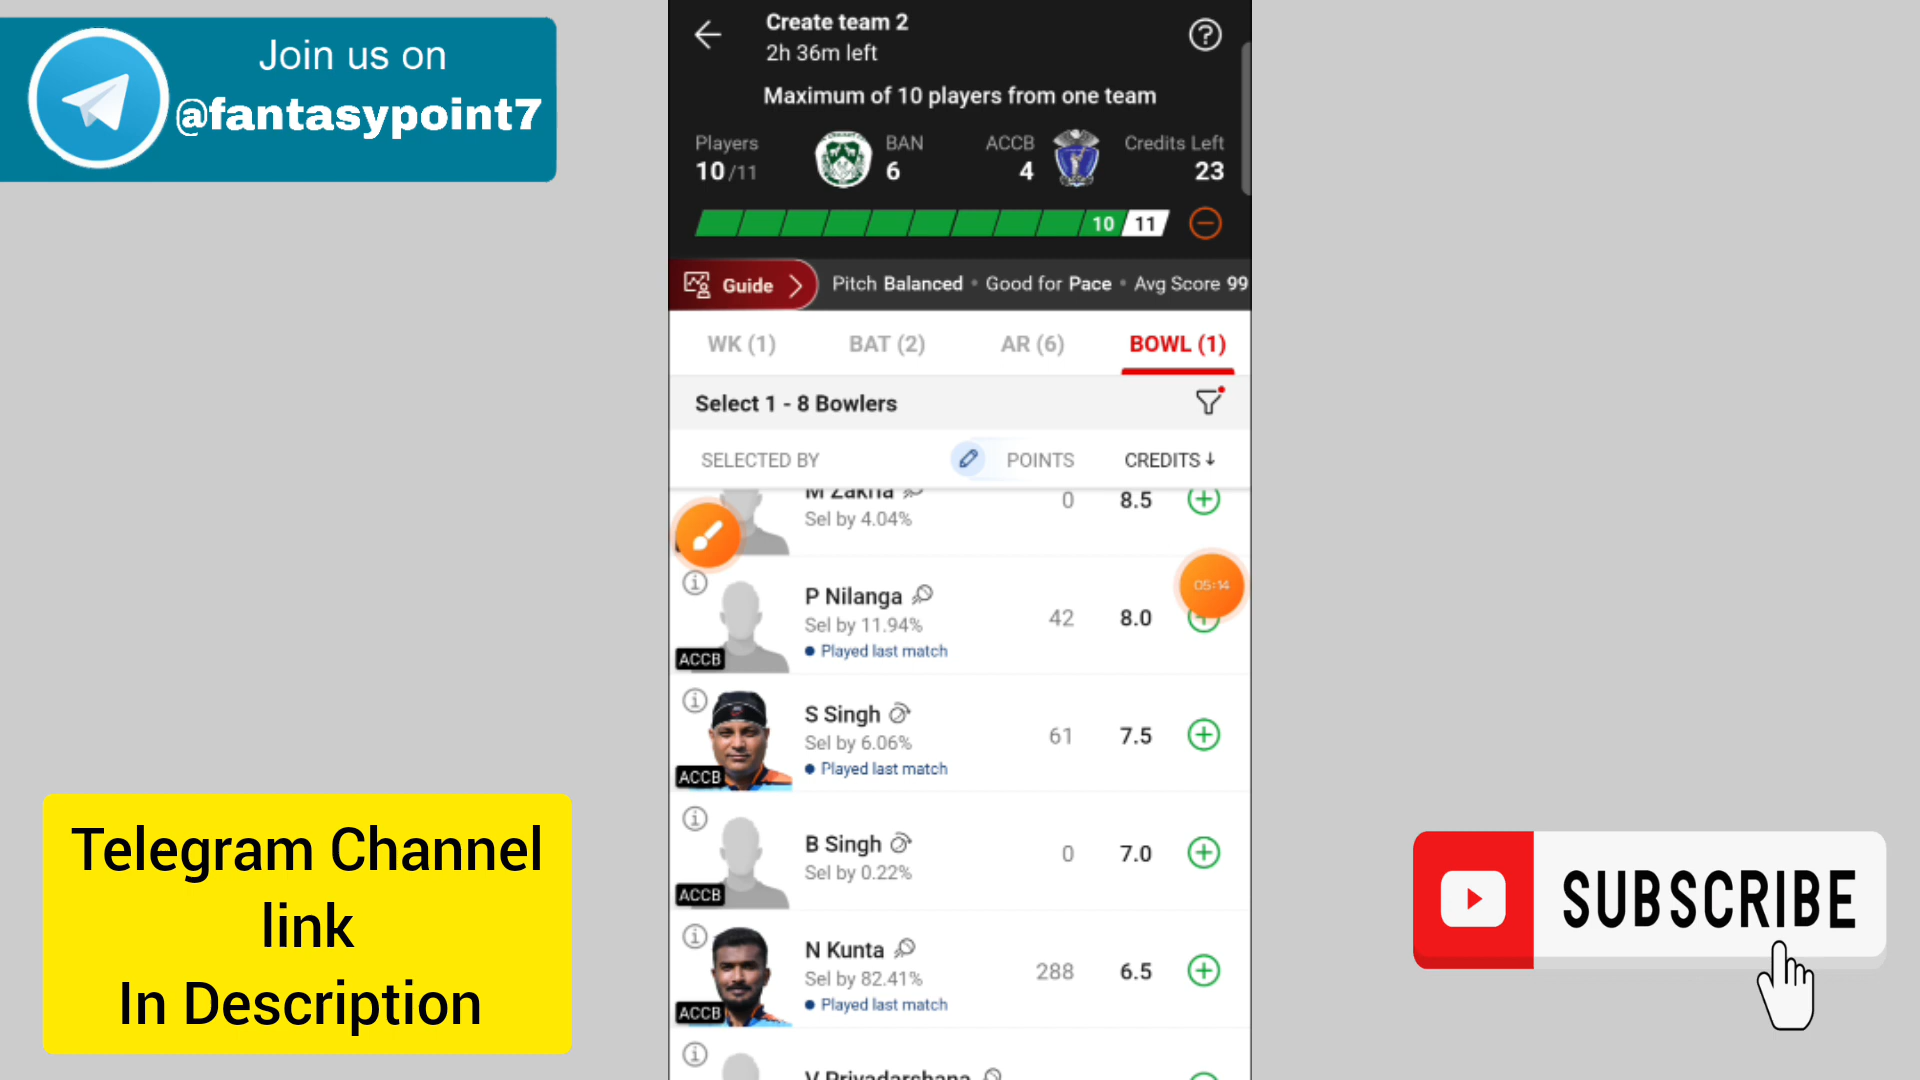 Join us on
@fantasypoint7
Create team 2
2h 36m left
Maximum of 10 players from one team
Players
10/11
BAN
6
ACCB
4
Credits Left
23
10 11
Guide
Pitch Balanced • Good for Pace • Avg Score 99
WK (1) BAT (2) AR (6) BOWL (1)
Select 1 - 8 Bowlers
SELECTED BY POINTS CREDITS ↓
M Zakria 0 8.5
Sel by 4.04%
P Nilanga 42 8.0
Sel by 11.94%
Played last match
ACCB
05:14
S Singh 61 7.5
Sel by 6.06%
Played last match
ACCB
B Singh 0 7.0
Sel by 0.22%
ACCB
N Kunta 288 6.5
Sel by 82.41%
Played last match
ACCB
V Priyadarshana
Telegram Channel
link
In Description
SUBSCRIBE